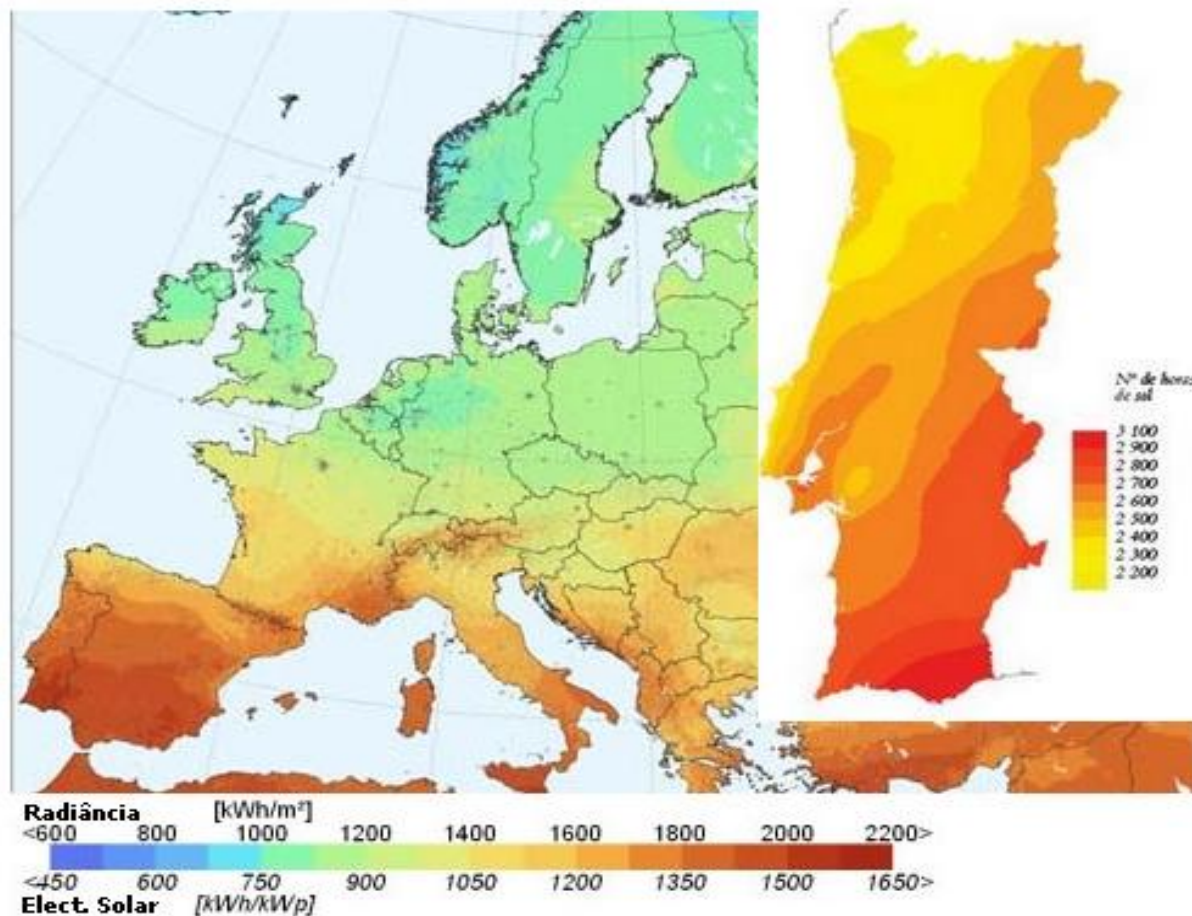 Nº de horas
de sol
3 100
2 900
2 800
2 700
2 600
2 500
2 400
2 300
2 200
Radiância [kWh/m²]
<600 800 1000 1200 1400 1600 1800 2000 2200>
<450 600 750 900 1050 1200 1350 1500 1650>
Elect. Solar [kWh/kWp]